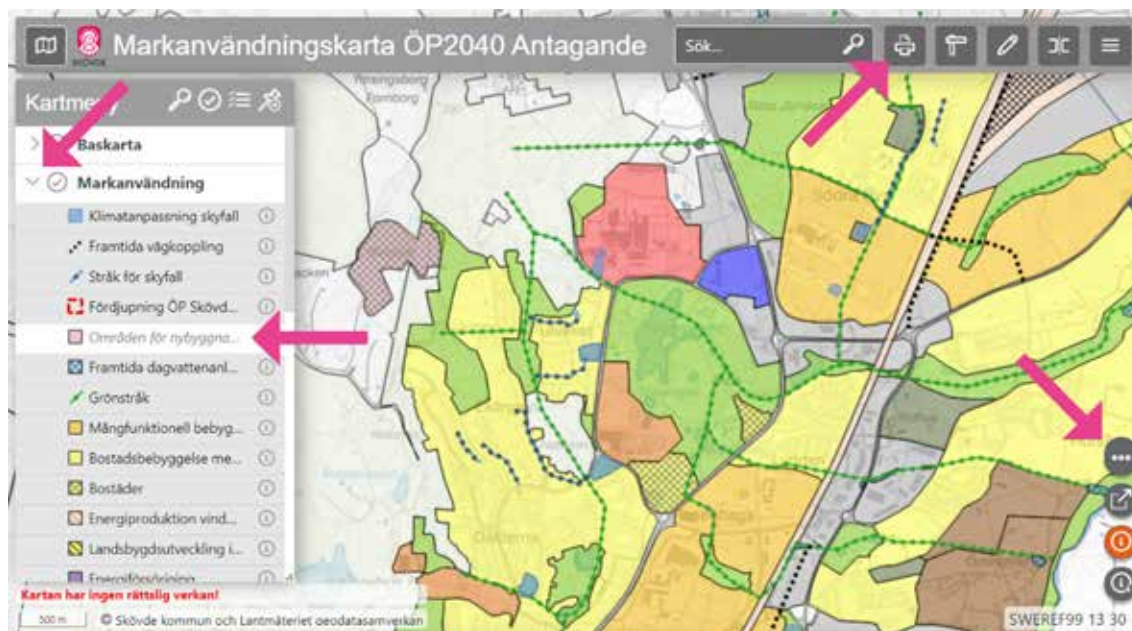 SKÖVDE
Markanvändningskarta ÖP2040 Antagande
Sök...
Kartmeny
Baskarta
Markanvändning
Klimatanpassning skyfall
Framtida vägkoppling
Stråk för skyfall
Fördjupning ÖP Skövd...
Områden för nybyggna...
Framtida dagvattenanl...
Grönstråk
Mångfunktionell bebyg...
Bostadsbebyggelse me...
Bostäder
Energiproduktion vind...
Landsbygdsutveckling i...
Energiförsörjning
Kartan har ingen rättslig verkan!
500 m
© Skövde kommun och Lantmäteriet geodatasamverkan
SWEREF99 13 30